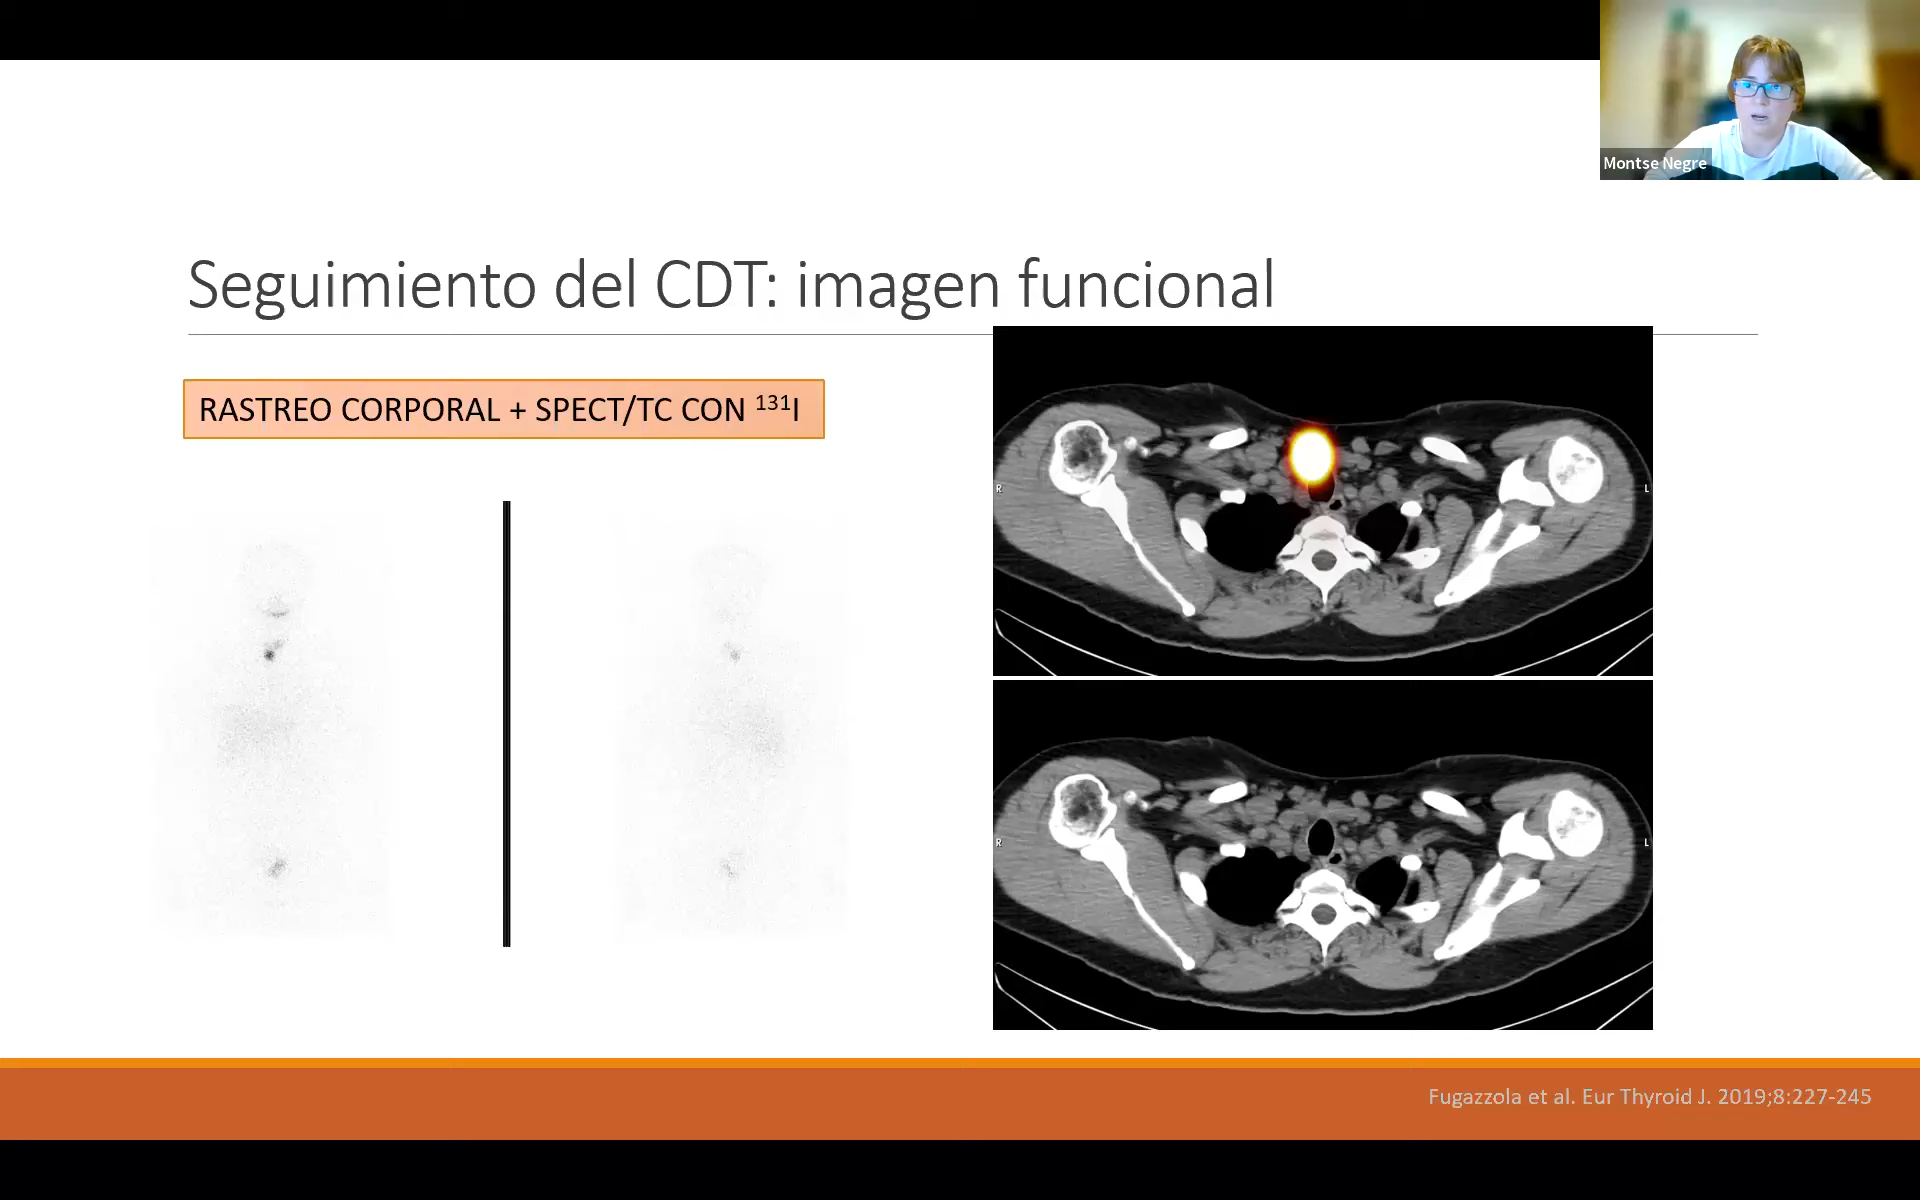 Montse Negre
Seguimiento del CDT: imagen funcional
RASTREO CORPORAL + SPECT/TC CON ¹³¹I
R
L
R
L
Fugazzola et al. Eur Thyroid J. 2019;8:227-245